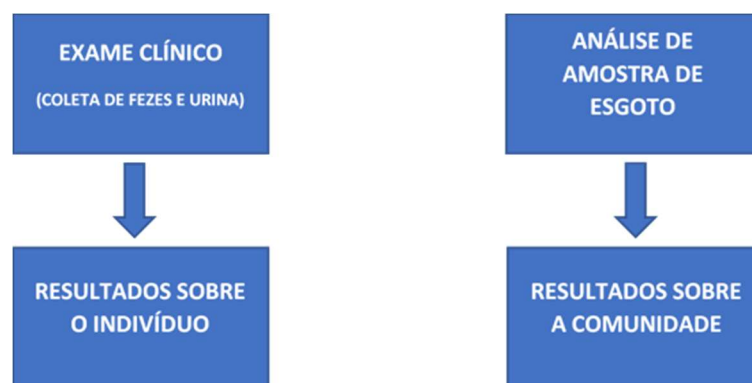 EXAME CLÍNICO
(COLETA DE FEZES E URINA)
RESULTADOS SOBRE
O INDIVÍDUO
ANÁLISE DE
AMOSTRA DE
ESGOTO
RESULTADOS SOBRE
A COMUNIDADE